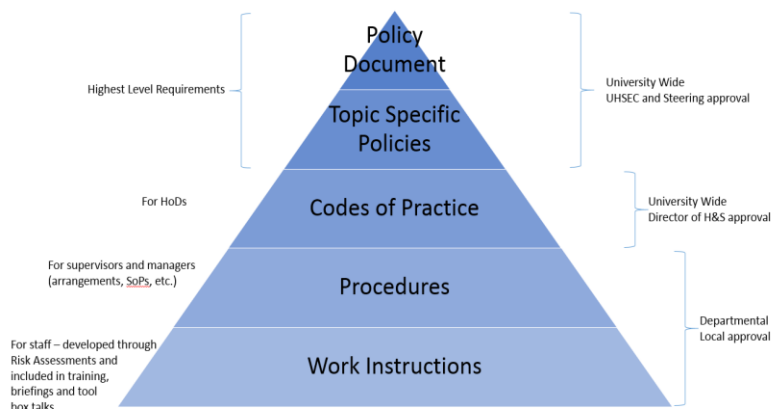 Policy
Document
Highest Level Requirements
University Wide
UHSEC and Steering approval
Topic Specific
Policies
For HoDs
Codes of Practice
University Wide
Director of H&S approval
For supervisors and managers
(arrangements, SoPs, etc.)
Procedures
Departmental
Local approval
For staff – developed through
Risk Assessments and
included in training,
briefings and tool
box talks
Work Instructions